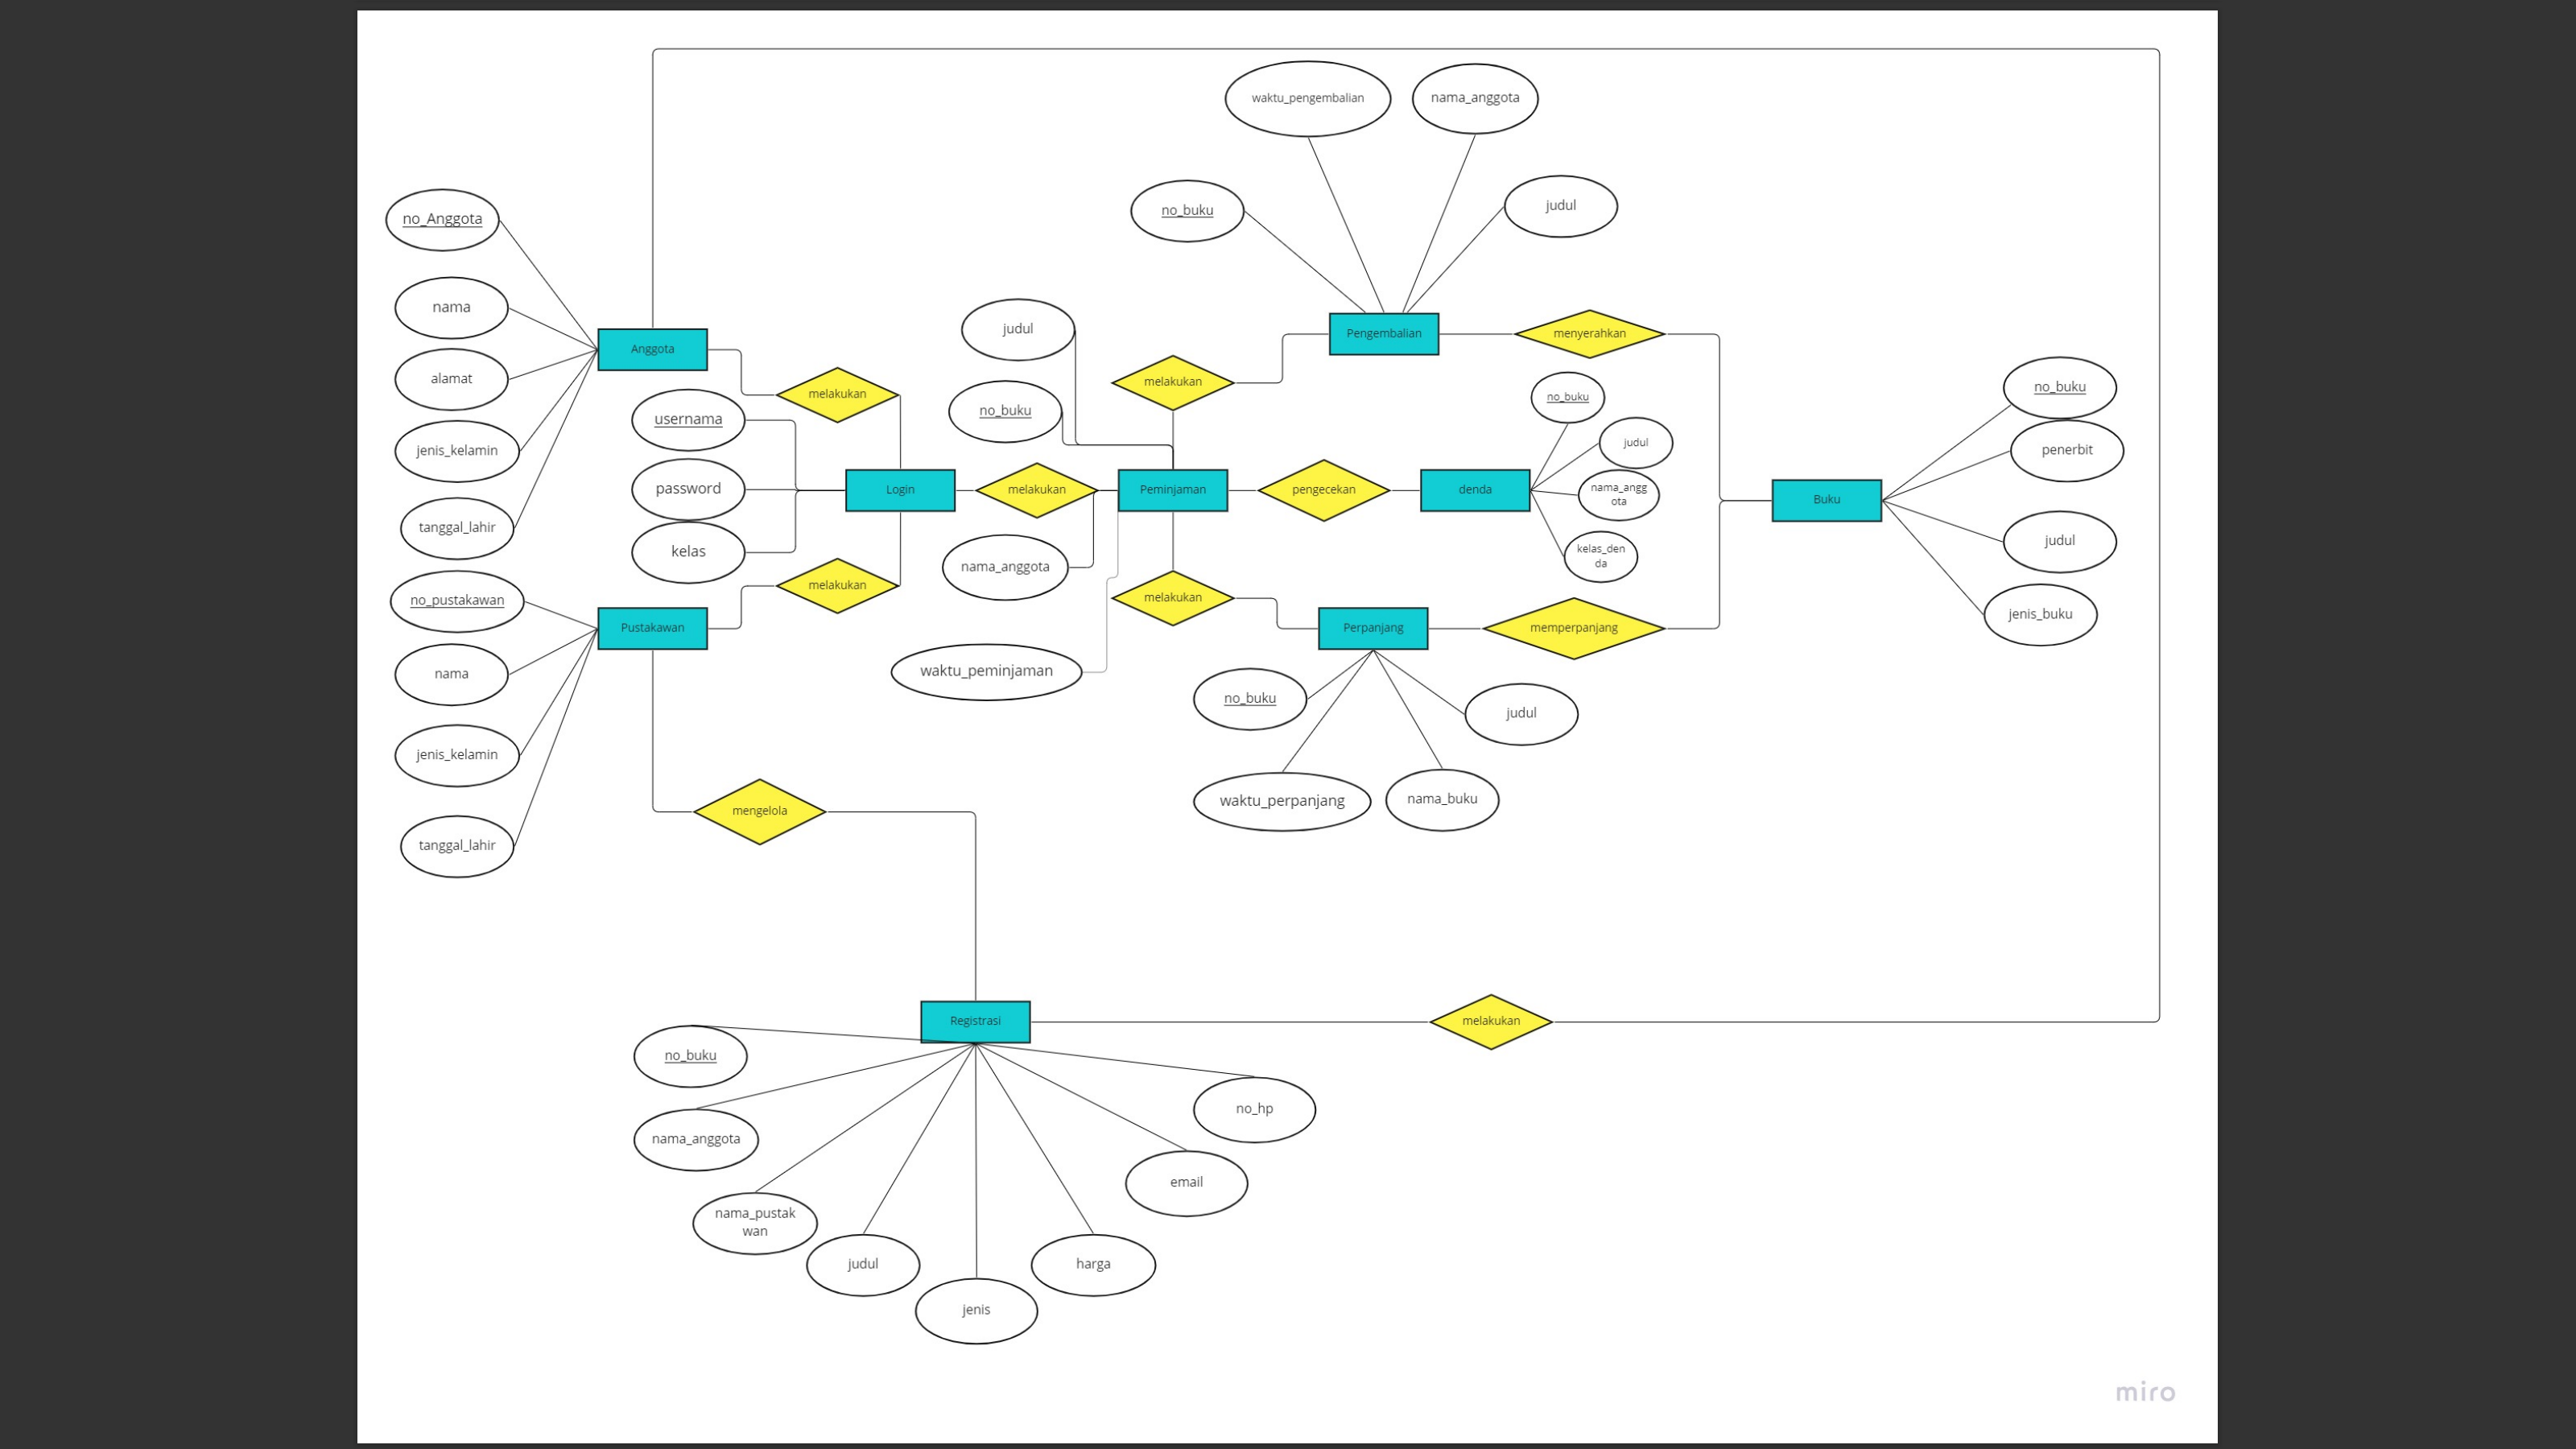 waktu_pengembalian
nama_anggota
no_buku
judul
no_Anggota
nama
alamat
jenis_kelamin
tanggal_lahir
Anggota
melakukan
usernama
password
kelas
Login
melakukan
no_pustakawan
nama
jenis_kelamin
tanggal_lahir
Pustakawan
mengelola
judul
no_buku
melakukan
nama_anggota
waktu_peminjaman
Peminjaman
melakukan
Pengembalian
menyerahkan
pengecekan
denda
no_buku
judul
nama_angg
ota
kelas_den
da
melakukan
Perpanjang
memperpanjang
no_buku
waktu_perpanjang
nama_buku
judul
Buku
no_buku
penerbit
judul
jenis_buku
Registrasi
melakukan
no_buku
nama_anggota
nama_pustak
wan
judul
jenis
harga
email
no_hp
miro